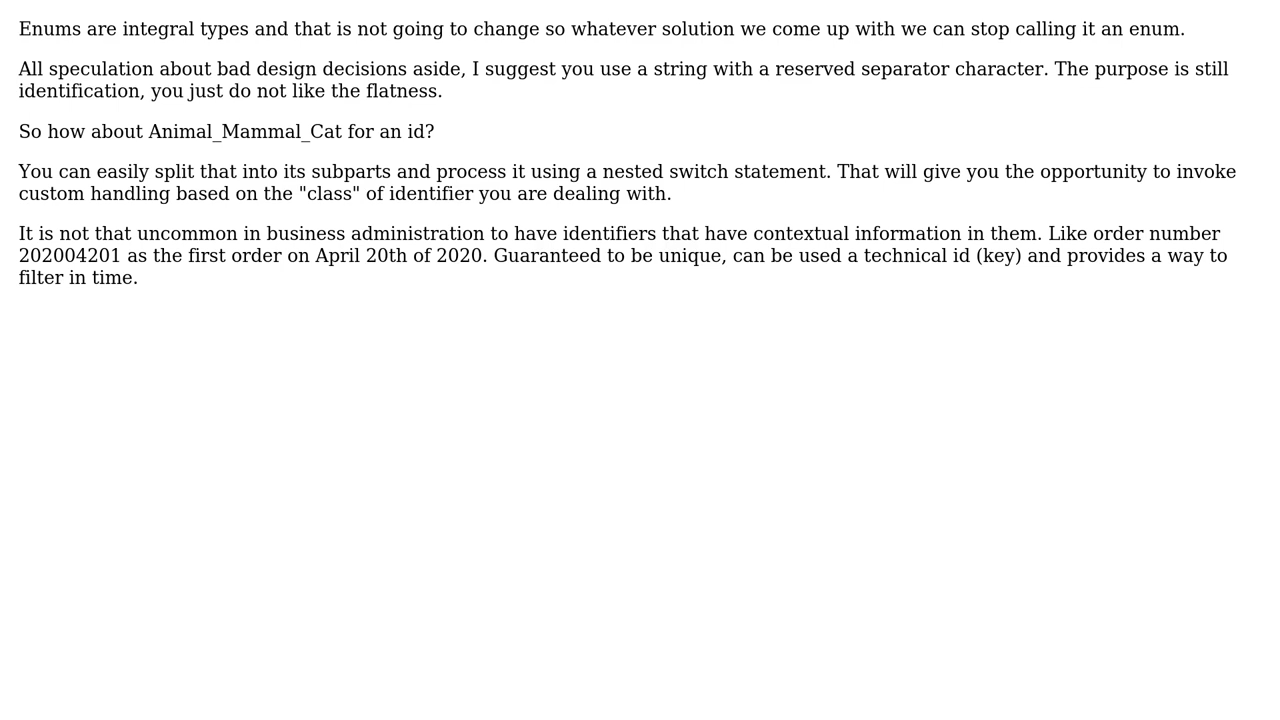 Enums are integral types and that is not going to change so whatever solution we come up with we can stop calling it an enum.
All speculation about bad design decisions aside, I suggest you use a string with a reserved separator character. The purpose is still
identification, you just do not like the flatness.
So how about Animal_Mammal_Cat for an id?
You can easily split that into its subparts and process it using a nested switch statement. That will give you the opportunity to invoke
custom handling based on the "class" of identifier you are dealing with.
It is not that uncommon in business administration to have identifiers that have contextual information in them. Like order number
202004201 as the first order on April 20th of 2020. Guaranteed to be unique, can be used a technical id (key) and provides a way to
filter in time.